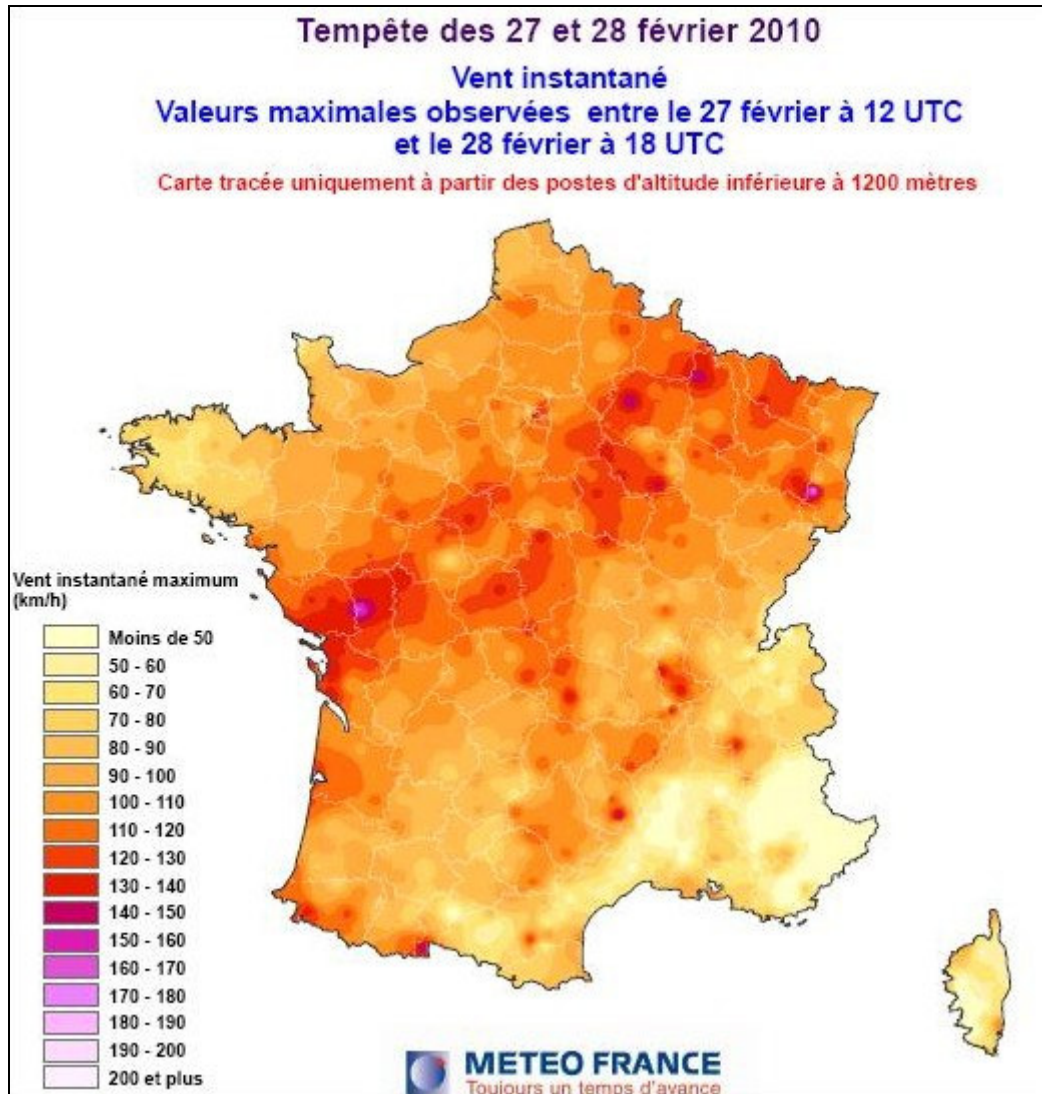 Tempête des 27 et 28 février 2010
Vent instantané
Valeurs maximales observées entre le 27 février à 12 UTC
et le 28 février à 18 UTC
Carte tracée uniquement à partir des postes d'altitude inférieure à 1200 mètres
Vent instantané maximum
(km/h)
Moins de 50
50 - 60
60 - 70
70 - 80
80 - 90
90 - 100
100 - 110
110 - 120
120 - 130
130 - 140
140 - 150
150 - 160
160 - 170
170 - 180
180 - 190
190 - 200
200 et plus
METEO FRANCE
Toujours un temps d'avance